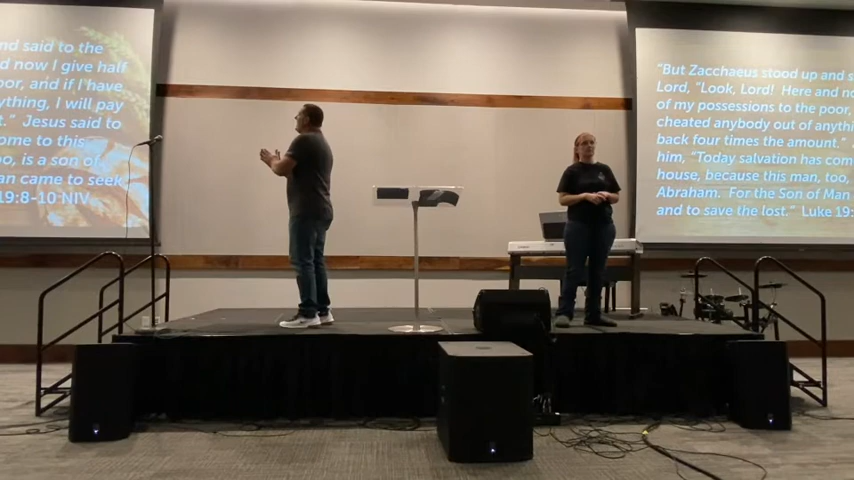 and said to the
nd now I give half
oor, and if I have
ything, I will pay
t." Jesus said to
ome to this
oo, is a son of
an came to seek
19:8-10 NIV
"But Zacchaeus stood up and s
Lord, "Look, Lord! Here and no
of my possessions to the poor,
cheated anybody out of anythin
back four times the amount."
him, "Today salvation has com
house, because this man, too,
Abraham. For the Son of Man
and to save the lost." Luke 19: